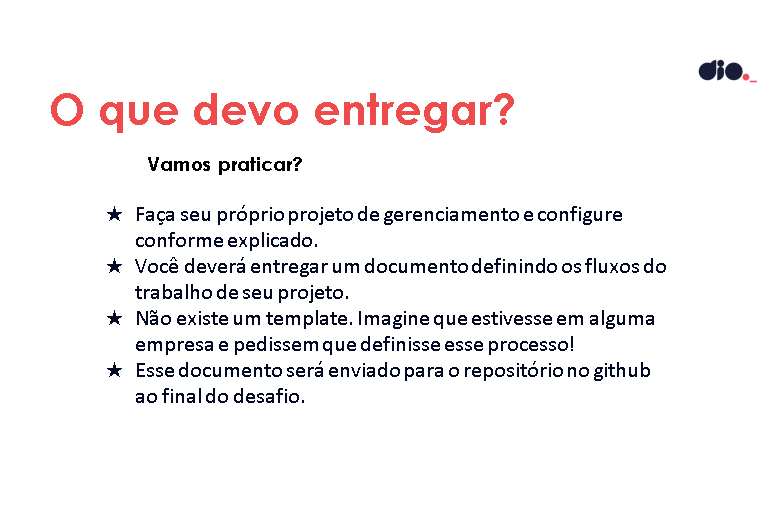 dio._
O que devo entregar?
Vamos praticar?
★ Faça seu próprio projeto de gerenciamento e configure
conforme explicado.
★ Você deverá entregar um documento definindo os fluxos do
trabalho de seu projeto.
★ Não existe um template. Imagine que estivesse em alguma
empresa e pedissem que definisse esse processo!
★ Esse documento será enviado para o repositório no github
ao final do desafio.